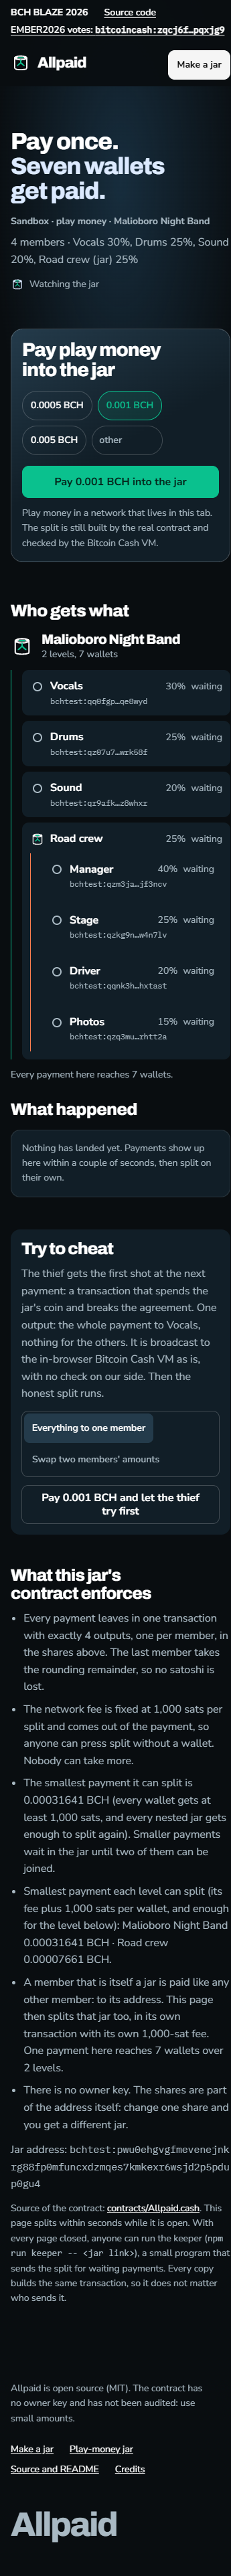 BCH BLAZE 2026 Source code
EMBER2026 votes: bitcoincash:zqcj6f…pqxjg9
Allpaid Make a jar
Pay once.
Seven wallets
get paid.
Sandbox · play money · Malioboro Night Band
4 members · Vocals 30%, Drums 25%, Sound
20%, Road crew (jar) 25%
Watching the jar
Pay play money
into the jar
0.0005 BCH 0.001 BCH
0.005 BCH other
Pay 0.001 BCH into the jar
Play money in a network that lives in this tab.
The split is still built by the real contract and
checked by the Bitcoin Cash VM.
Who gets what
Malioboro Night Band
2 levels, 7 wallets
Vocals 30% waiting
bchtest:qq0fgp…qe8wyd
Drums 25% waiting
bchtest:qz07u7…wrk58f
Sound 20% waiting
bchtest:qr9afk…z8whxr
Road crew 25% waiting
Manager 40% waiting
bchtest:qzm3ja…jf3ncv
Stage 25% waiting
bchtest:qzkg9n…w4n7lv
Driver 20% waiting
bchtest:qqnk3h…hxtast
Photos 15% waiting
bchtest:qzq3mu…rhtt2a
Every payment here reaches 7 wallets.
What happened
Nothing has landed yet. Payments show up
here within a couple of seconds, then split on
their own.
Try to cheat
The thief gets the first shot at the next
payment: a transaction that spends the
jar's coin and breaks the agreement. One
output: the whole payment to Vocals,
nothing for the others. It is broadcast to
the in-browser Bitcoin Cash VM as is,
with no check on our side. Then the
honest split runs.
Everything to one member
Swap two members' amounts
Pay 0.001 BCH and let the thief
try first
What this jar's
contract enforces
• Every payment leaves in one transaction
with exactly 4 outputs, one per member, in
the shares above. The last member takes
the rounding remainder, so no satoshi is
lost.
• The network fee is fixed at 1,000 sats per
split and comes out of the payment, so
anyone can press split without a wallet.
Nobody can take more.
• The smallest payment it can split is
0.00031641 BCH (every wallet gets at
least 1,000 sats, and every nested jar gets
enough to split again). Smaller payments
wait in the jar until two of them can be
joined.
• Smallest payment each level can split (its
fee plus 1,000 sats per wallet, and enough
for the level below): Malioboro Night Band
0.00031641 BCH · Road crew
0.00007661 BCH.
• A member that is itself a jar is paid like any
other member: to its address. This page
then splits that jar too, in its own
transaction with its own 1,000-sat fee.
One payment here reaches 7 wallets over
2 levels.
• There is no owner key. The shares are part
of the address itself: change one share and
you get a different jar.
Jar address: bchtest:pwu0ehgvgfmevenejnk
rg88fp0mfuncxdzmqes7kmkexr6wsjd2p5pdu
p0gu4
Source of the contract: contracts/Allpaid.cash. This
page splits within seconds while it is open. With
every page closed, anyone can run the keeper (npm
run keeper -- <jar link>), a small program that
sends the split for waiting payments. Every copy
builds the same transaction, so it does not matter
who sends it.
Allpaid is open source (MIT). The contract has
no owner key and has not been audited: use
small amounts.
Make a jar Play-money jar
Source and README Credits
Allpaid